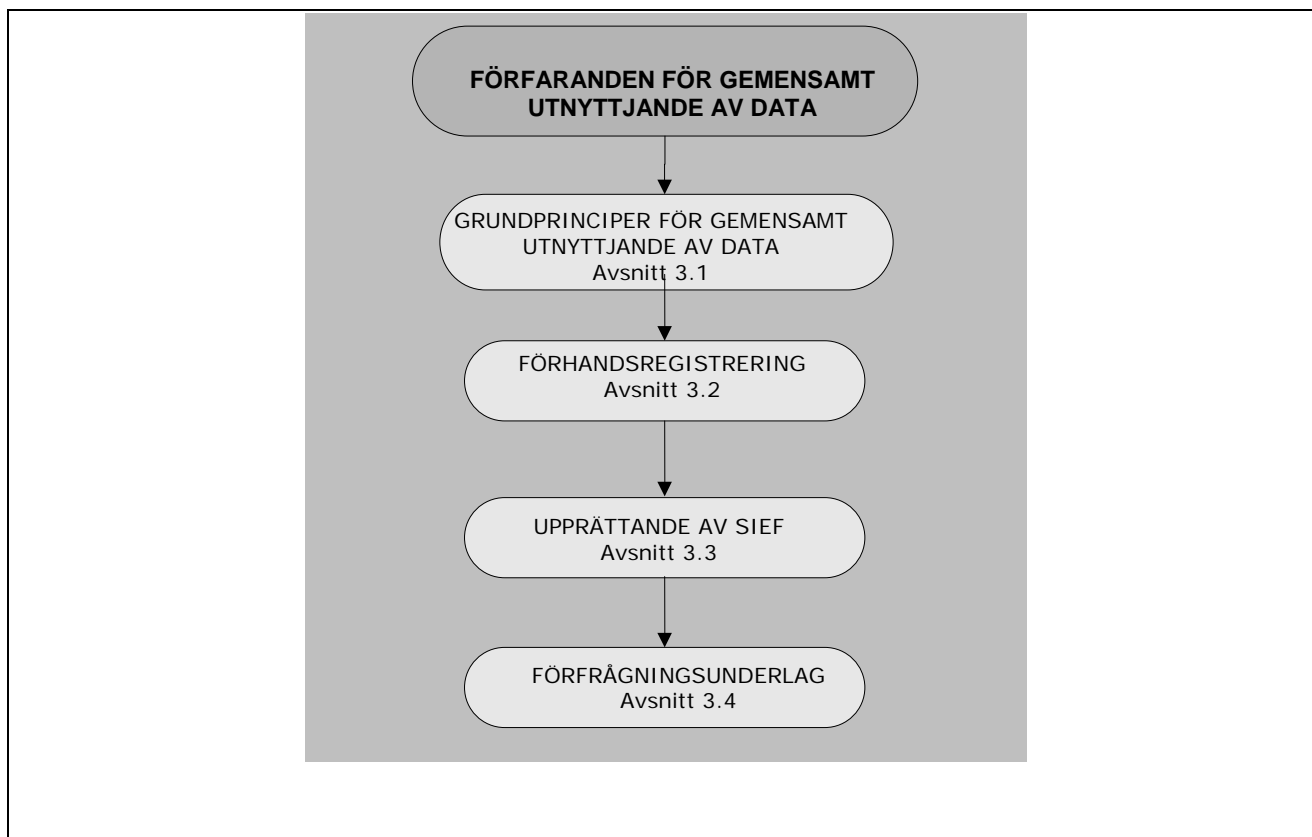 FÖRFARANDEN FÖR GEMENSAMT
UTNYTTJANDE AV DATA
GRUNDPRINCIPER FÖR GEMENSAMT
UTNYTTJANDE AV DATA
Avsnitt 3.1
FÖRHANDSREGISTRERING
Avsnitt 3.2
UPPRÄTTANDE AV SIEF
Avsnitt 3.3
FÖRFRÅGNINGSUNDERLAG
Avsnitt 3.4